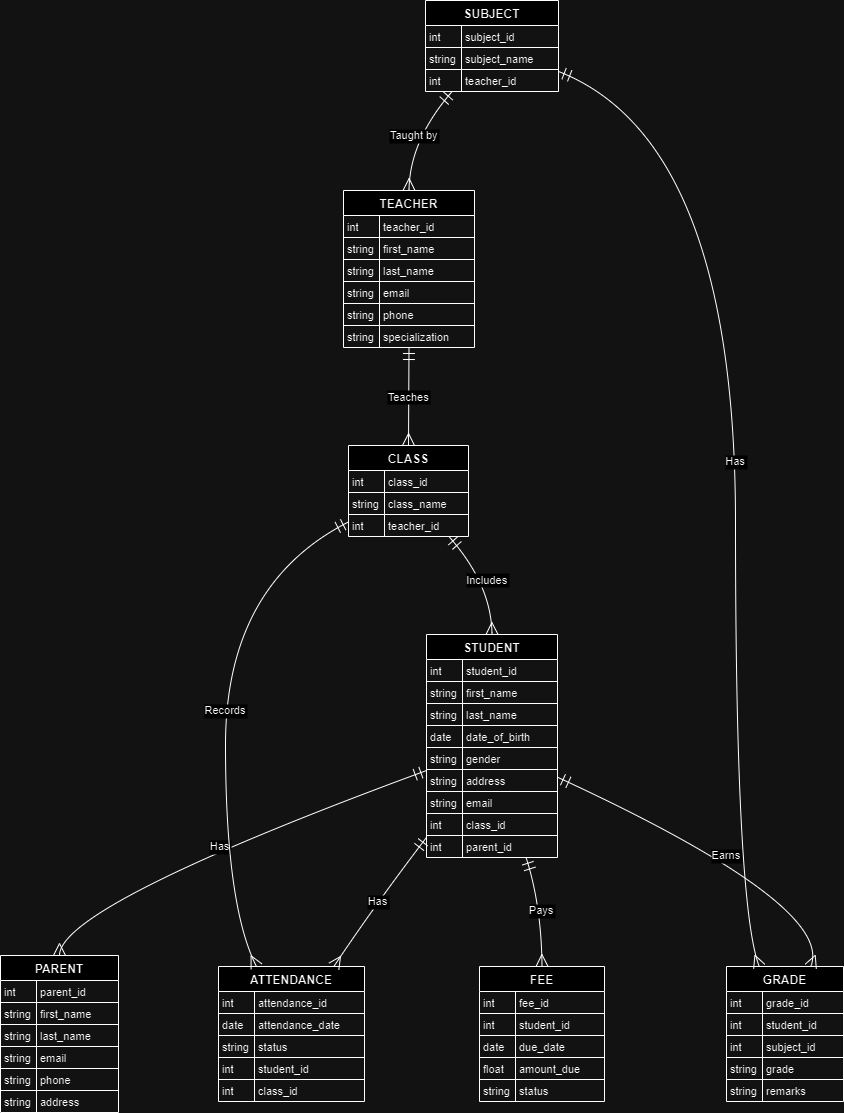 SUBJECT
int subject_id
string subject_name
int teacher_id
Taught by
TEACHER
int teacher_id
string first_name
string last_name
string email
string phone
string specialization
Teaches
CLASS
int class_id
string class_name
int teacher_id
Has
Includes
STUDENT
int student_id
string first_name
string last_name
date date_of_birth
string gender
string address
string email
int class_id
int parent_id
Records
Has
Has
Pays
Earns
PARENT
int parent_id
string first_name
string last_name
string email
string phone
string address
ATTENDANCE
int attendance_id
date attendance_date
string status
int student_id
int class_id
FEE
int fee_id
int student_id
date due_date
float amount_due
string status
GRADE
int grade_id
int student_id
int subject_id
string grade
string remarks